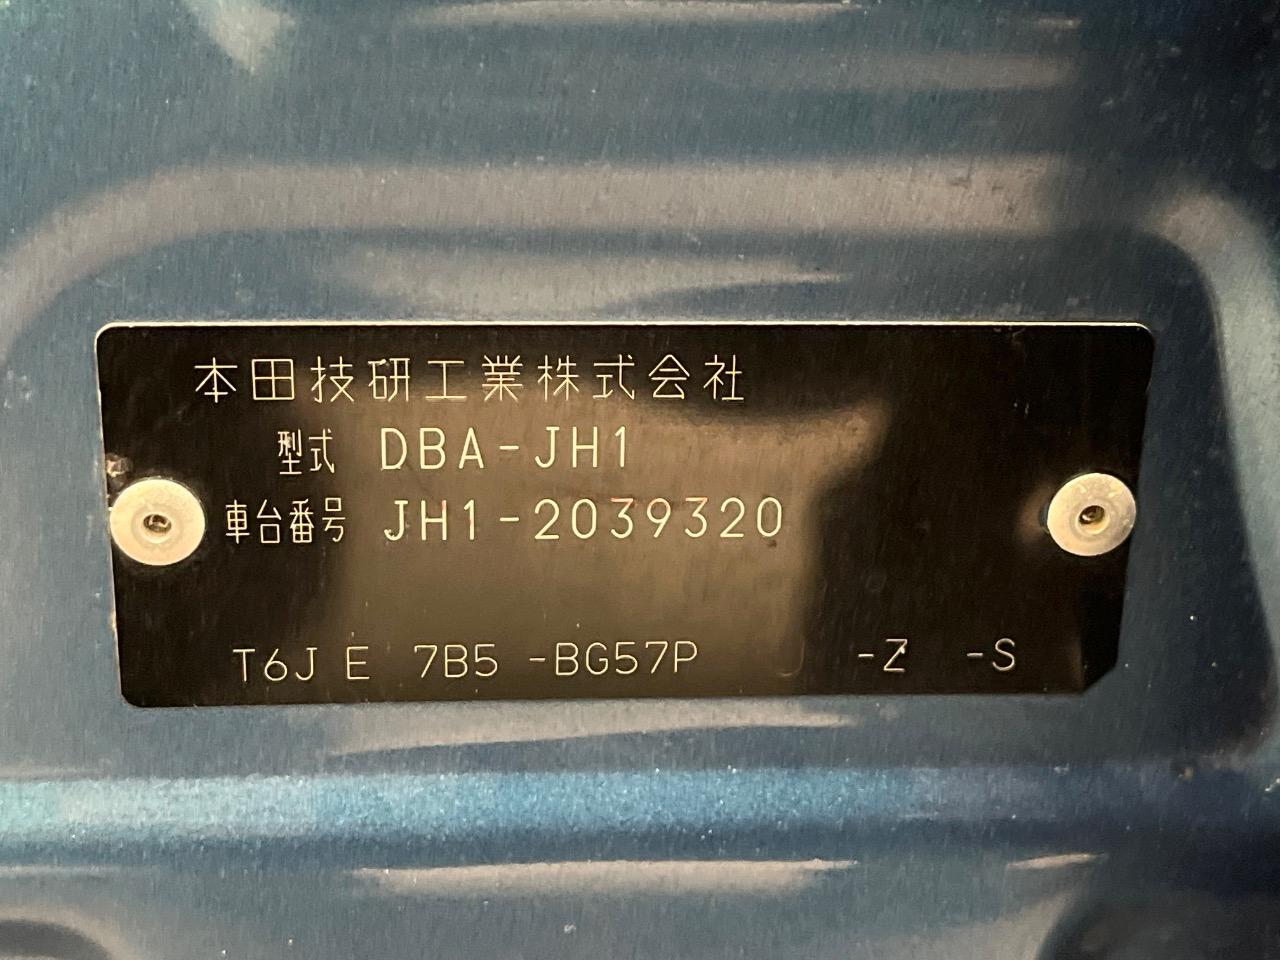 本田技研工業株式会社
型式 DBA-JH1
車台番号 JH1-2039320
T6J E 7B5 -BG57P -Z -S